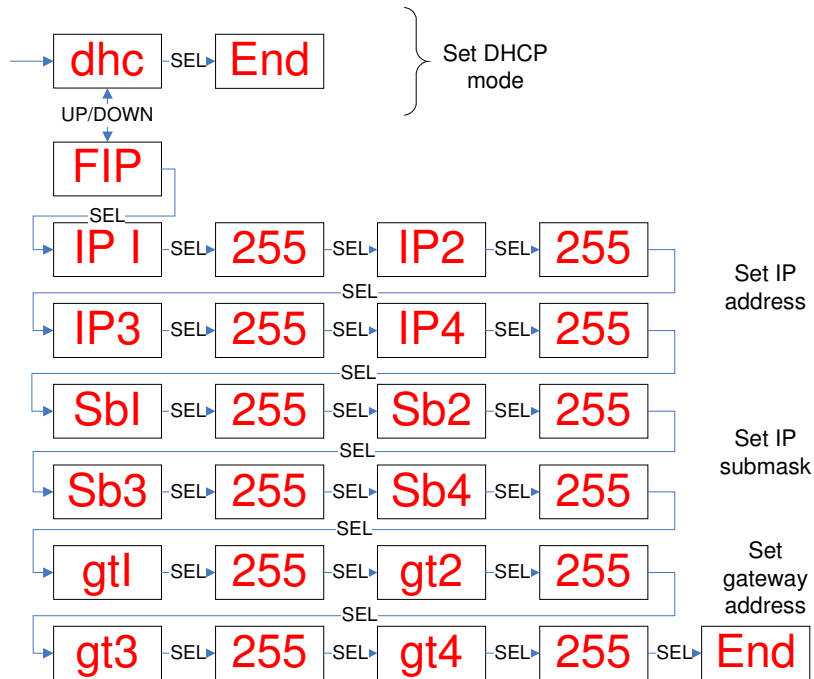 dhc SEL End
Set DHCP
mode
UP/DOWN
FIP
SEL
IP I SEL 255 SEL IP2 SEL 255
SEL
Set IP
address
IP3 SEL 255 SEL IP4 SEL 255
SEL
SbI SEL 255 SEL Sb2 SEL 255
SEL
Set IP
submask
Sb3 SEL 255 SEL Sb4 SEL 255
SEL
gtI SEL 255 SEL gt2 SEL 255
SEL
Set
gateway
address
gt3 SEL 255 SEL gt4 SEL 255 SEL End